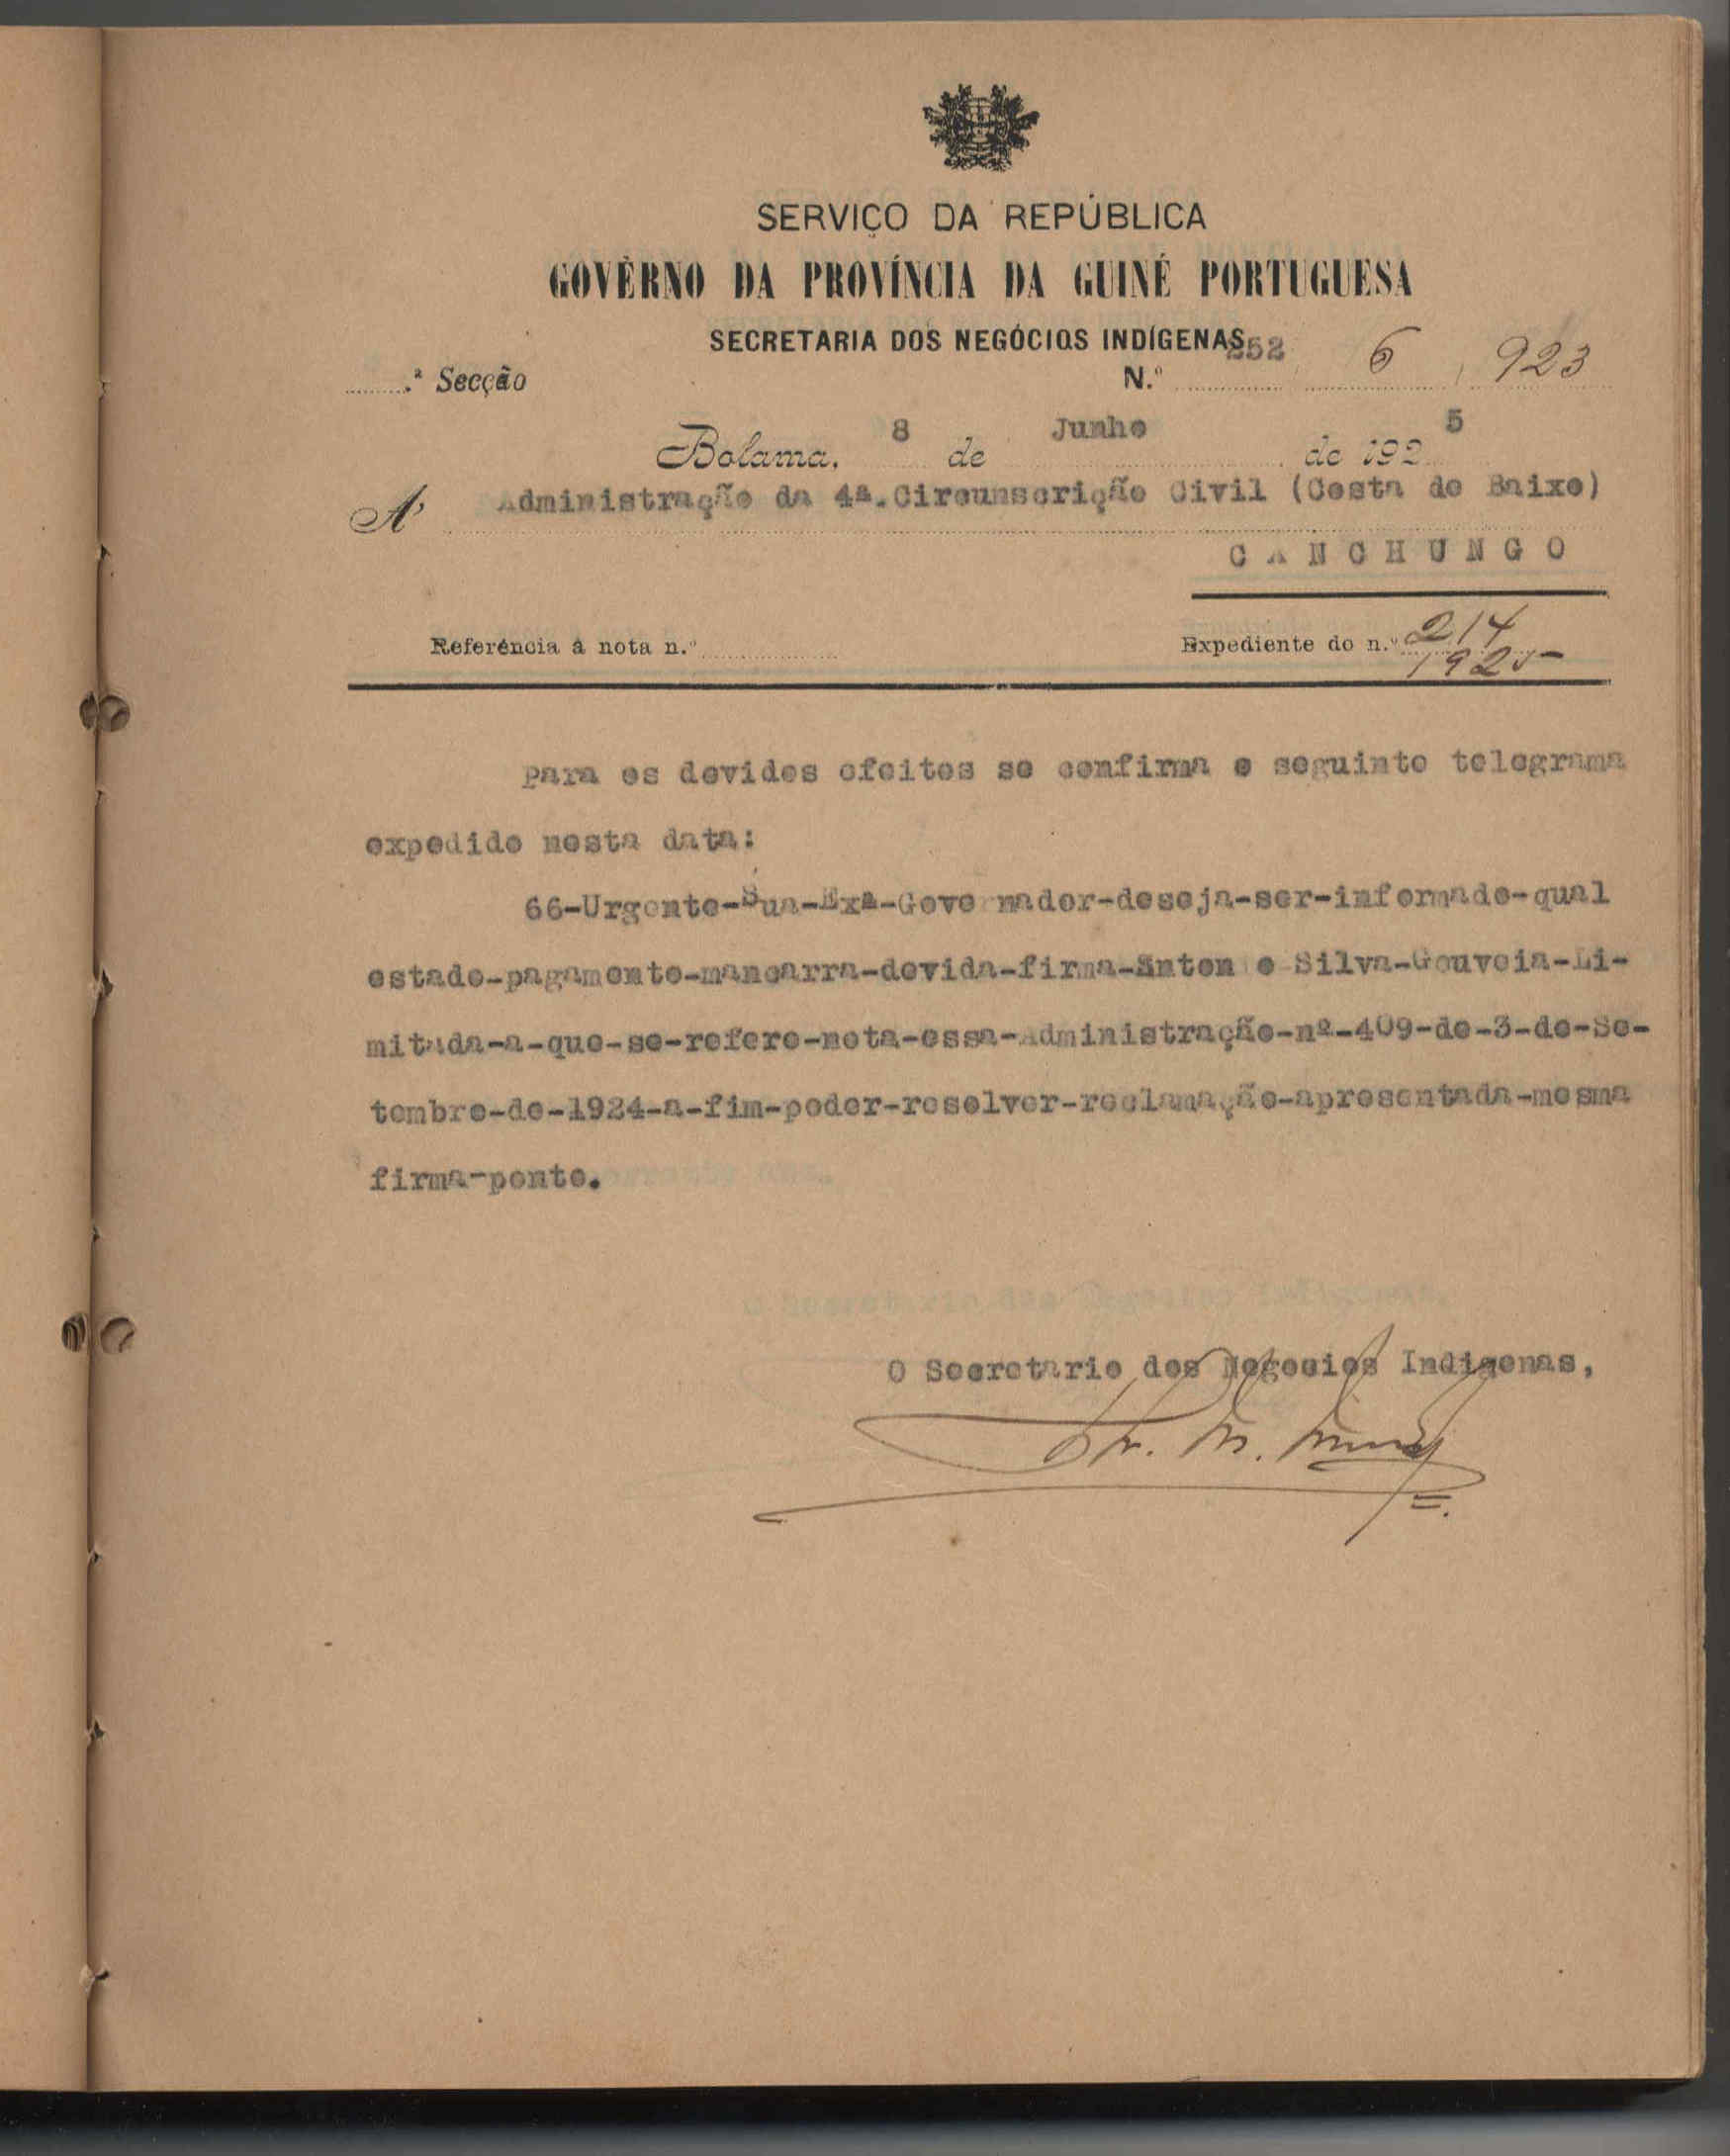 SERVIÇO DA REPÚBLICA
GOVÊRNO DA PROVÍNCIA DA GUINÉ PORTUGUESA
SECRETARIA DOS NEGÓCIOS INDÍGENAS
.ª Secção N.º 252 6 923
Bolama, 8 de Junho de 1925
A' Administração da 4ª. Circunscrição Civil (Costa de Baixo)
CANCHUNGO
Referência à nota n.º Expediente do n.º 214
1925
Para os devidos efeitos se confirma o seguinte telegrama
expedido nesta data:
66-Urgente-Sua-Exª-Governador-deseja-ser-informado-qual
estado-pagamento-mancarra-devida-firma-Antonio Silva-Gouveia-Li-
mitada-a-que-se-refere-nota-essa-Administração-nº-409-de-3-de-Se-
tembro-de-1924-a-fim-poder-resolver-reclamação-apresentada-mesma
firma-ponto.
O Secretario dos Negocios Indigenas,